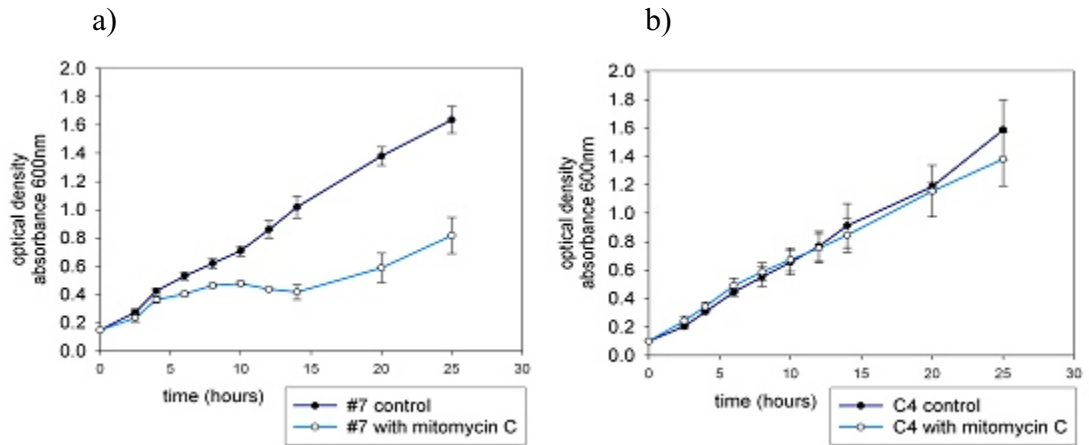 a)
b)
optical density
absorbance 600nm
2.0
1.8
1.6
1.4
1.2
1.0
0.8
0.6
0.4
0.2
0.0
0 5 10 15 20 25 30
time (hours)
#7 control
#7 with mitomycin C
optical density
absorbance 600nm
2.0
1.8
1.6
1.4
1.2
1.0
0.8
0.6
0.4
0.2
0.0
0 5 10 15 20 25 30
time (hours)
C4 control
C4 with mitomycin C